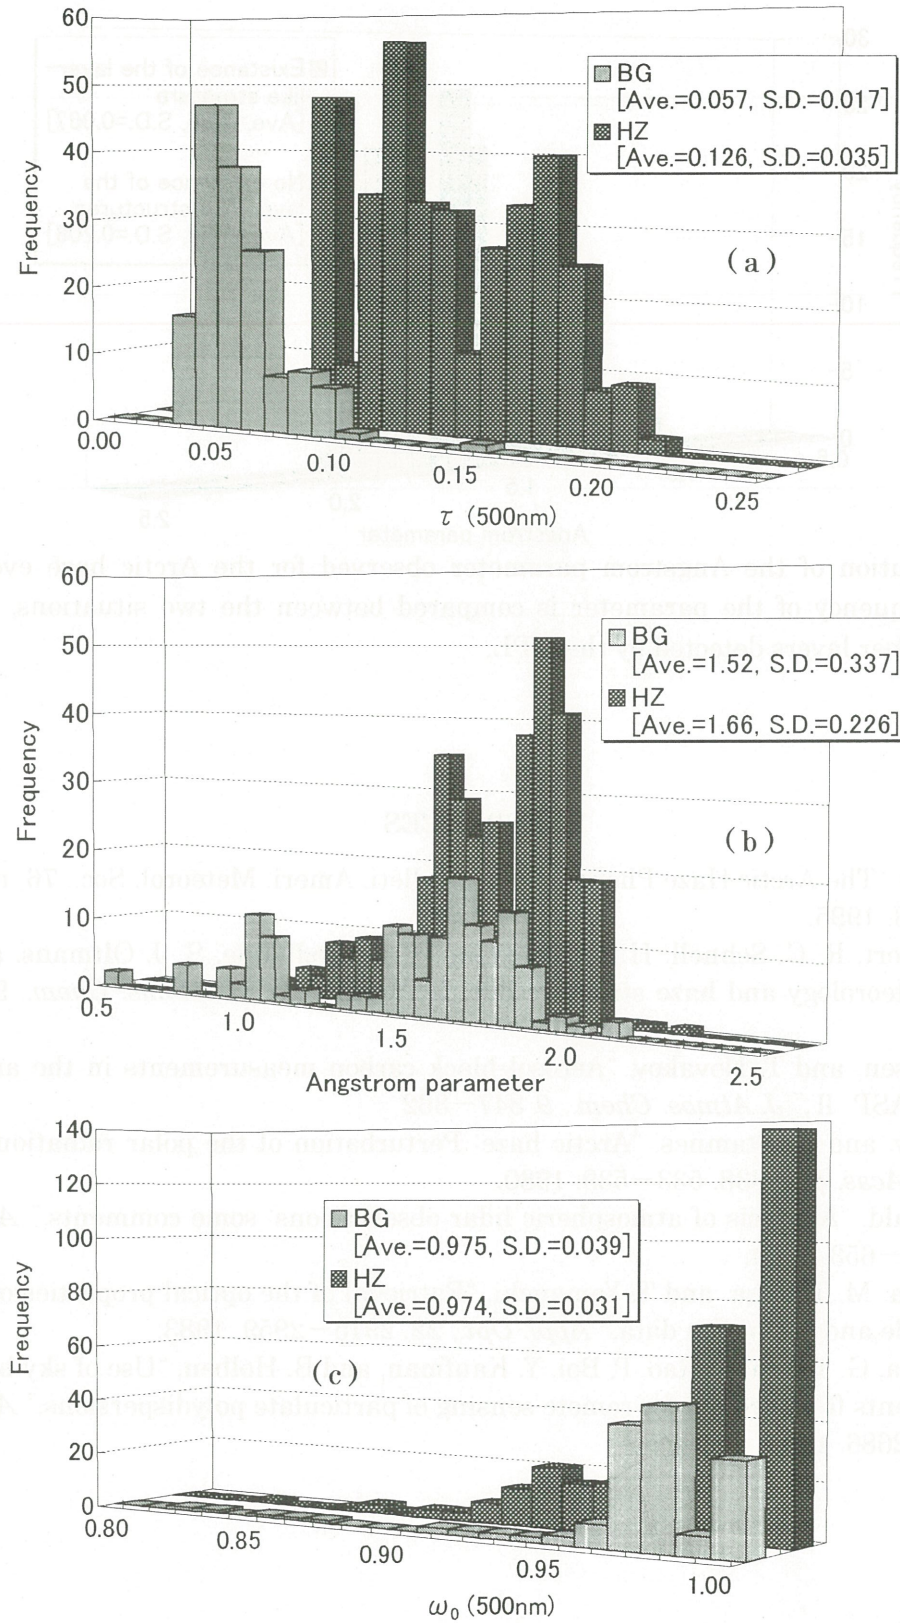 60
50
40
30
20
10
0
Frequency
0.00
0.05
0.10
0.15
0.20
0.25
τ (500nm)
BG
[Ave.=0.057, S.D.=0.017]
HZ
[Ave.=0.126, S.D.=0.035]
(a)
60
50
40
30
20
10
0
Frequency
0.5
1.0
1.5
2.0
2.5
Angstrom parameter
BG
[Ave.=1.52, S.D.=0.337]
HZ
[Ave.=1.66, S.D.=0.226]
(b)
140
120
100
80
60
40
20
0
Frequency
0.80
0.85
0.90
0.95
1.00
ω₀ (500nm)
BG
[Ave.=0.975, S.D.=0.039]
HZ
[Ave.=0.974, S.D.=0.031]
(c)